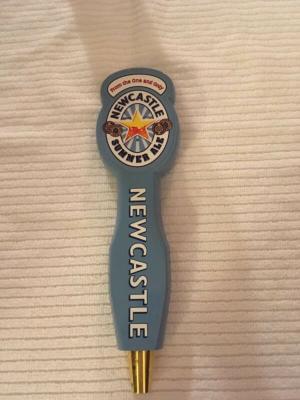 From the One and Only
NEWCASTLE
SUMMER ALE
NEWCASTLE